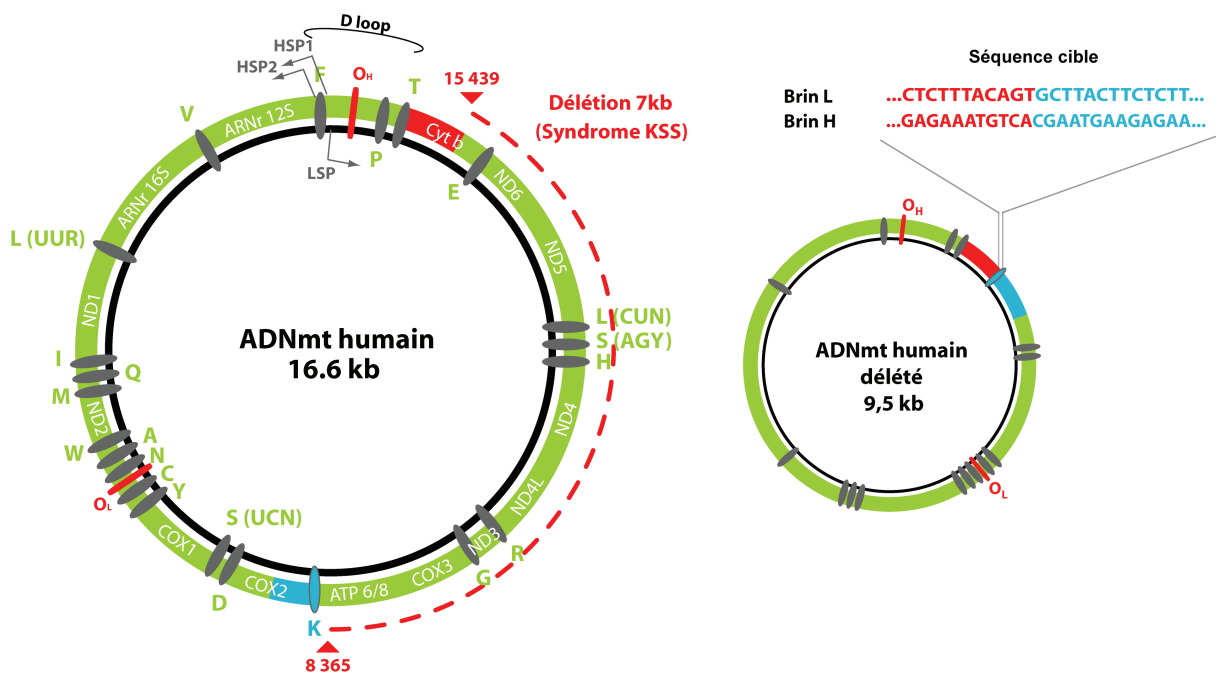 D loop
HSP1
HSP2
F
OH
T
15 439
V
ARNr 12S
Cyt b
Délétion 7kb
(Syndrome KSS)
LSP
P
E
ND6
ARNr 16S
L (UUR)
ND5
ND1
ADNmt humain
16.6 kb
L (CUN)
S (AGY)
H
I
Q
M
ND2
ND4
W
A
N
C
Y
OL
ND4L
COX1
S (UCN)
ND3
R
G
D
COX2
ATP 6/8
COX3
K
8 365
Séquence cible
Brin L ...CTCTTTACAGTGCTTACTTCTCTT...
Brin H ...GAGAAATGTCACGAATGAAGAGAA...
OH
ADNmt humain
délété
9,5 kb
OL